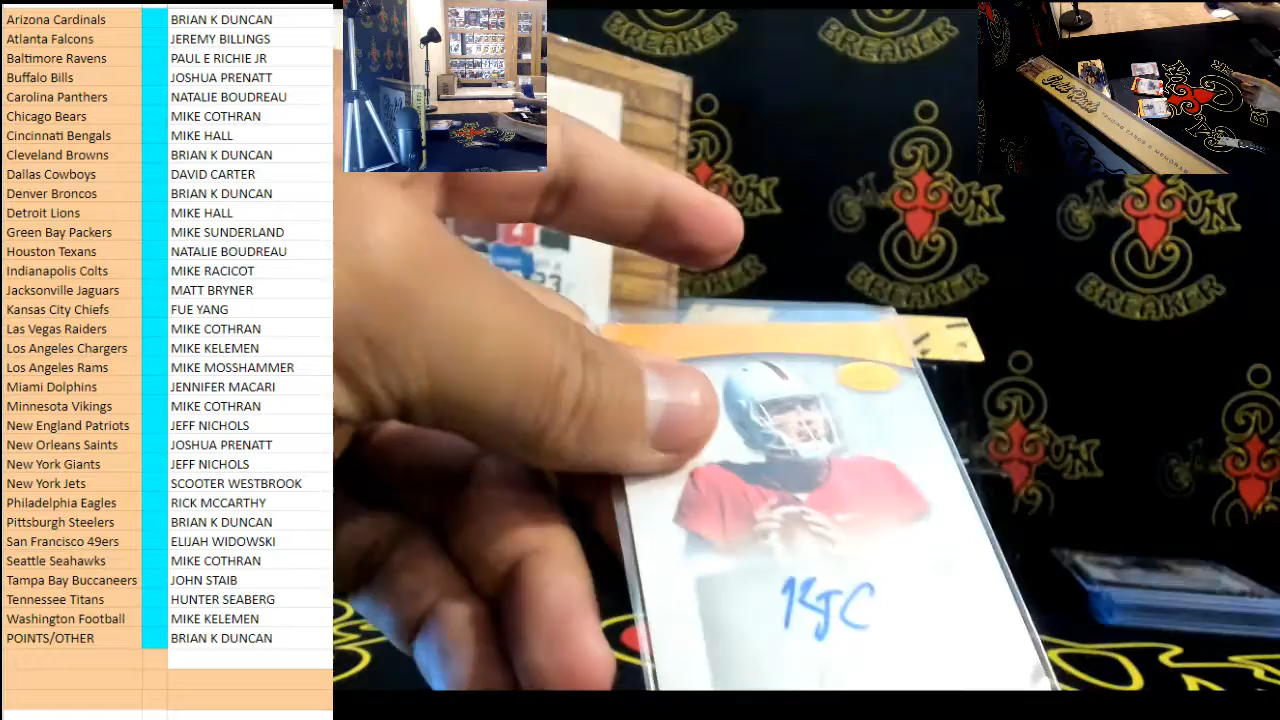 Arizona Cardinals BRIAN K DUNCAN
Atlanta Falcons JEREMY BILLINGS
Baltimore Ravens PAUL E RICHIE JR
Buffalo Bills JOSHUA PRENATT
Carolina Panthers NATALIE BOUDREAU
Chicago Bears MIKE COTHRAN
Cincinnati Bengals MIKE HALL
Cleveland Browns BRIAN K DUNCAN
Dallas Cowboys DAVID CARTER
Denver Broncos BRIAN K DUNCAN
Detroit Lions MIKE HALL
Green Bay Packers MIKE SUNDERLAND
Houston Texans NATALIE BOUDREAU
Indianapolis Colts MIKE RACICOT
Jacksonville Jaguars MATT BRYNER
Kansas City Chiefs FUE YANG
Las Vegas Raiders MIKE COTHRAN
Los Angeles Chargers MIKE KELEMEN
Los Angeles Rams MIKE MOSSHAMMER
Miami Dolphins JENNIFER MACARI
Minnesota Vikings MIKE COTHRAN
New England Patriots JEFF NICHOLS
New Orleans Saints JOSHUA PRENATT
New York Giants JEFF NICHOLS
New York Jets SCOOTER WESTBROOK
Philadelphia Eagles RICK MCCARTHY
Pittsburgh Steelers BRIAN K DUNCAN
San Francisco 49ers ELIJAH WIDOWSKI
Seattle Seahawks MIKE COTHRAN
Tampa Bay Buccaneers JOHN STAIB
Tennessee Titans HUNTER SEABERG
Washington Football MIKE KELEMEN
POINTS/OTHER BRIAN K DUNCAN
BREAKER
BREAKER
BREAKER
BREAKER
KJC